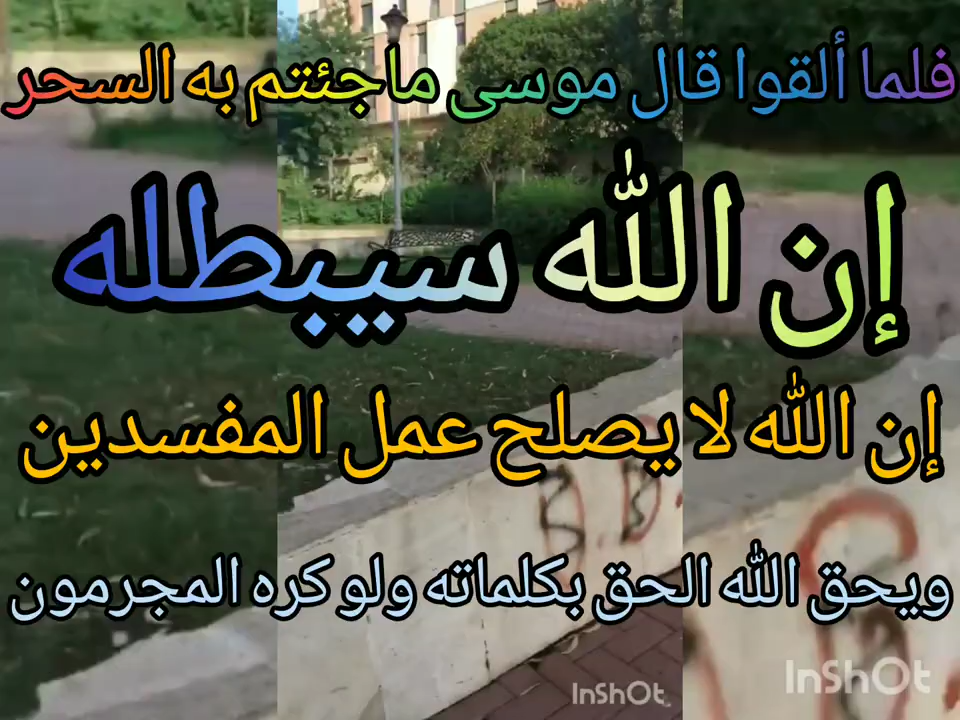 فلما ألقوا قال موسى ماجئتم به السحر
إن الله سيبطله
إن الله لا يصلح عمل المفسدين
ويحق الله الحق بكلماته ولو كره المجرمون
InShOt
InShOt